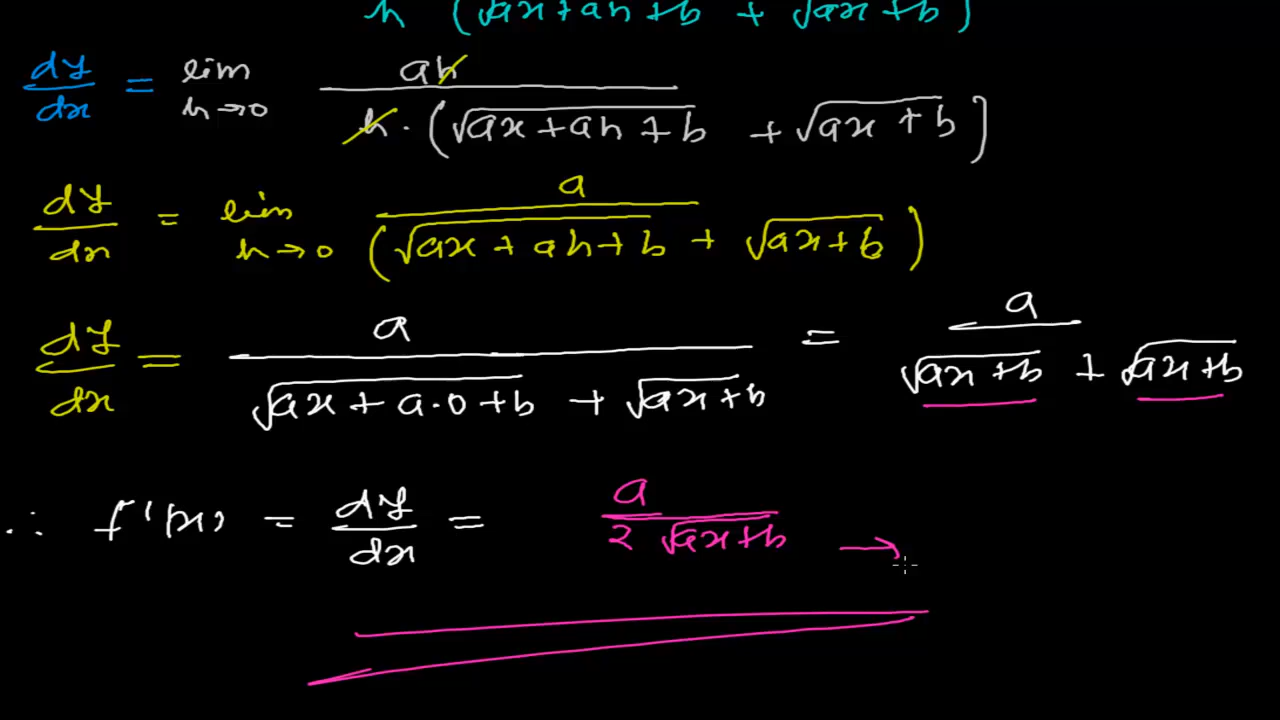 h (√ax+ah+b + √ax+b)
dy/dx = lim h→0 ah / h·(√ax+ah+b + √ax+b)
dy/dx = lim h→0 a / (√ax+ah+b + √ax+b)
dy/dx = a / √ax+a·0+b + √ax+b = a / √ax+b + √ax+b
∴ f'(x) = dy/dx = a / 2√ax+b →